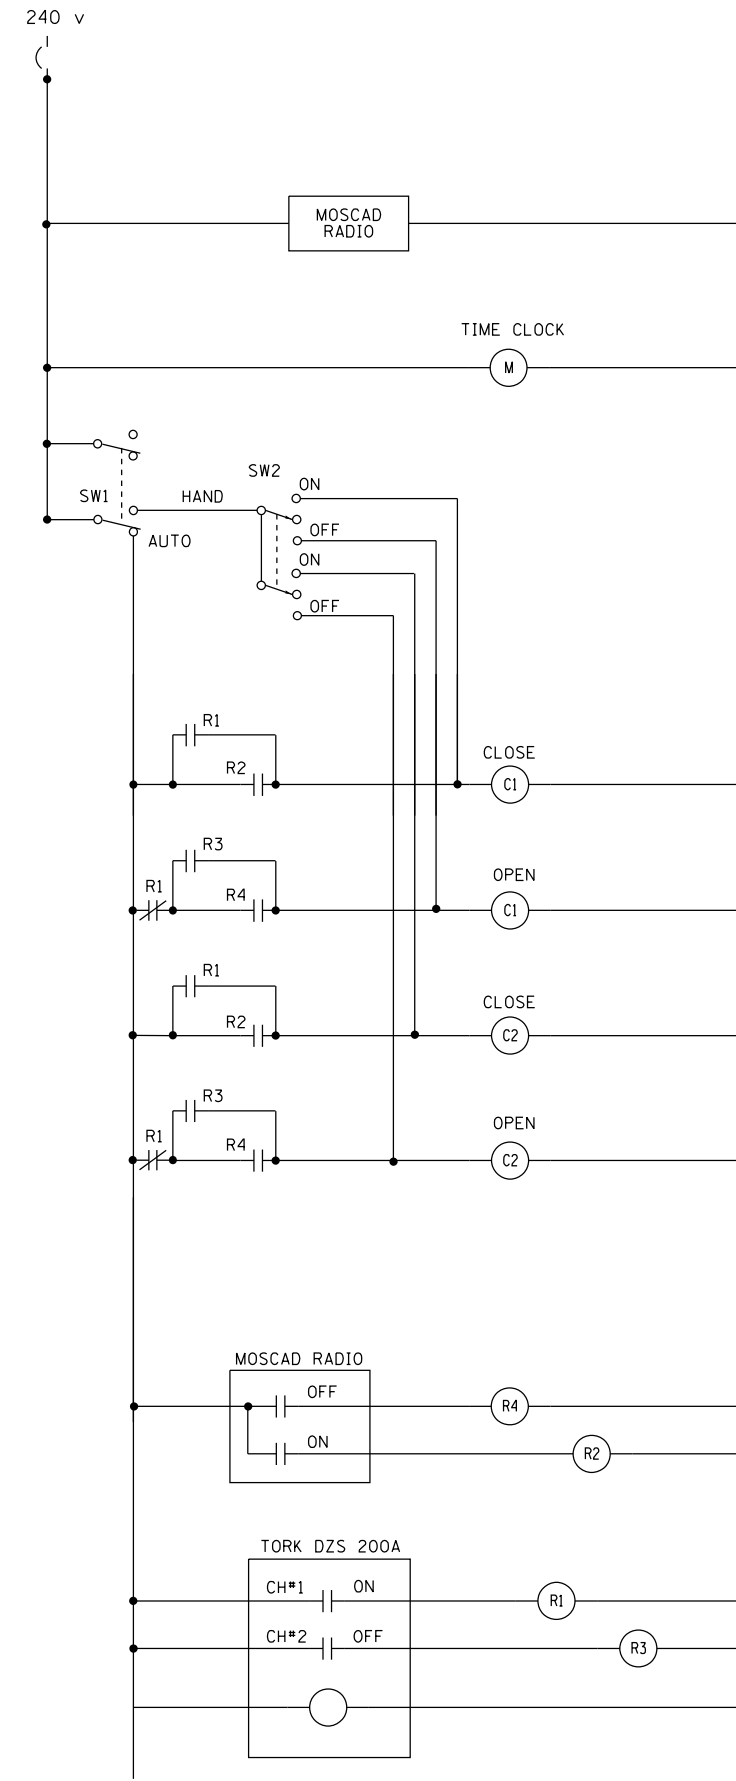 240 v
MOSCAD
RADIO
TIME CLOCK
M
SW2
ON
SW1
HAND
OFF
AUTO
ON
OFF
R1
CLOSE
R2
C1
R3
OPEN
R1
R4
C1
R1
CLOSE
R2
C2
R3
OPEN
R1
R4
C2
MOSCAD RADIO
OFF
R4
ON
R2
TORK DZS 200A
CH#1 ON
R1
CH#2 OFF
R3